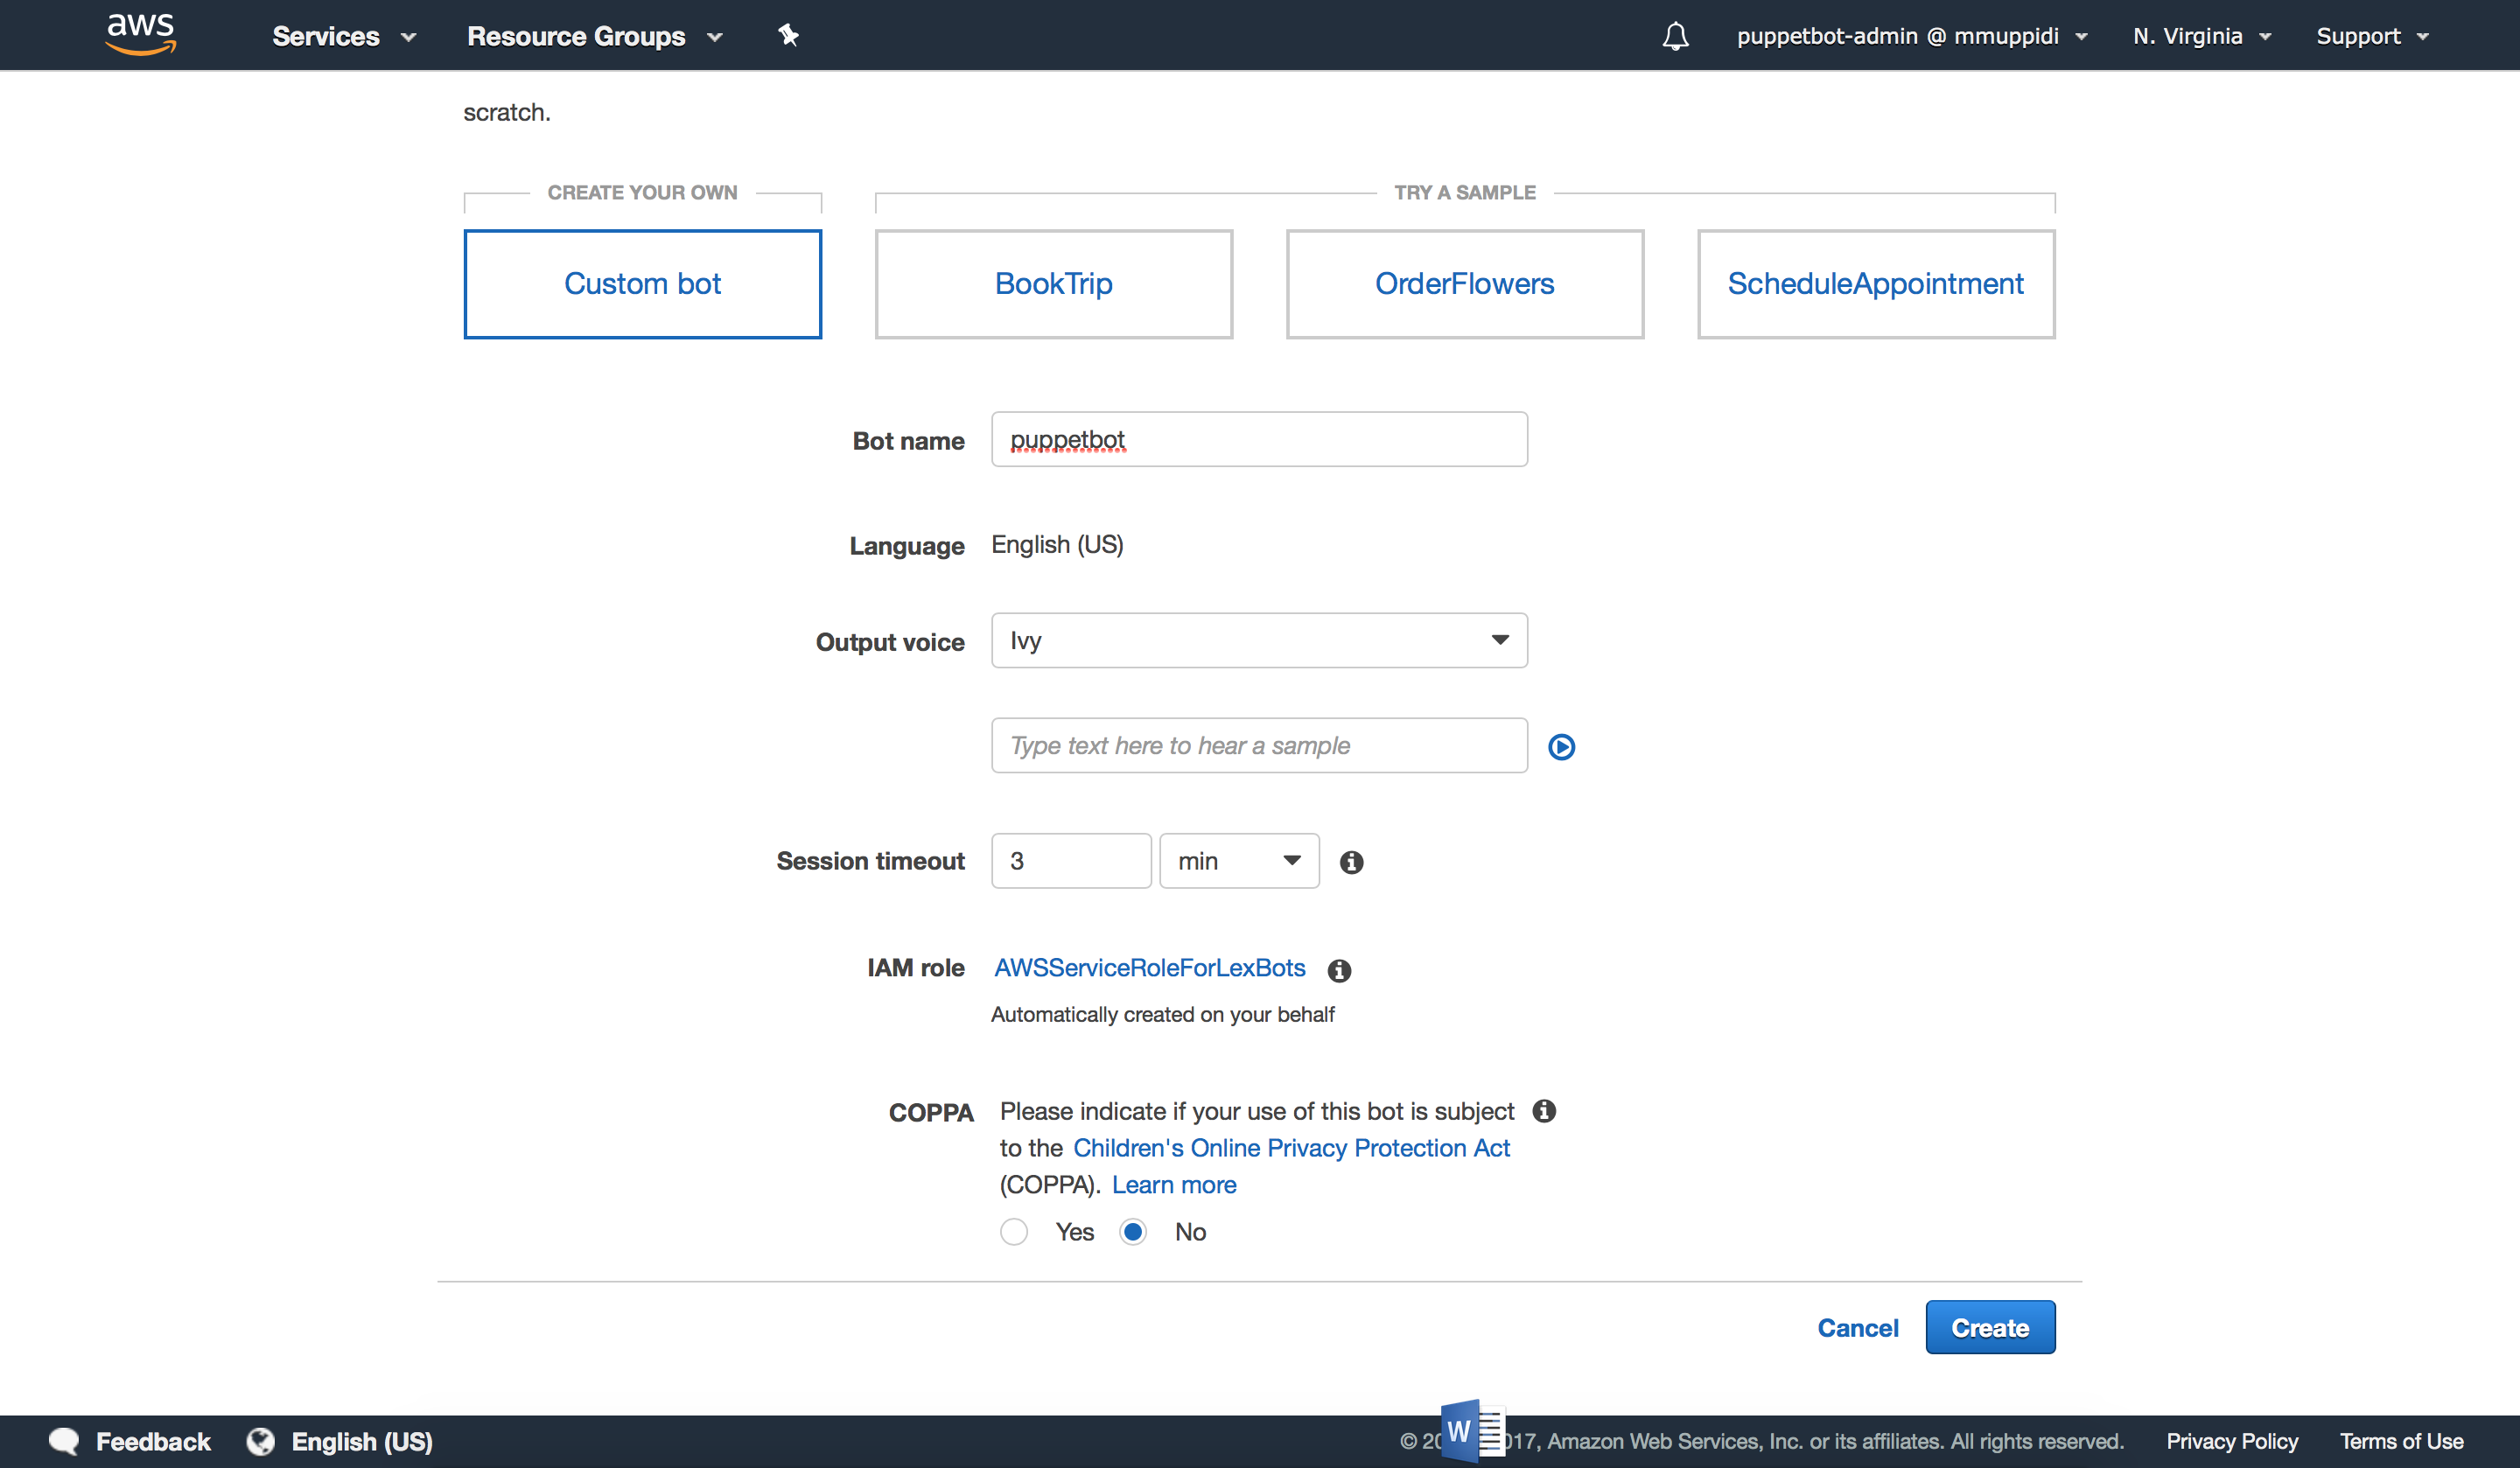 aws Services Resource Groups puppetbot-admin @ mmuppidi N. Virginia Support
scratch.
CREATE YOUR OWN TRY A SAMPLE
Custom bot BookTrip OrderFlowers ScheduleAppointment
Bot name puppetbot
Language English (US)
Output voice Ivy
Type text here to hear a sample
Session timeout 3 min
IAM role AWSServiceRoleForLexBots
Automatically created on your behalf
COPPA Please indicate if your use of this bot is subject
to the Children's Online Privacy Protection Act
(COPPA). Learn more
Yes No
Cancel Create
Feedback English (US) © 20 W 17, Amazon Web Services, Inc. or its affiliates. All rights reserved. Privacy Policy Terms of Use